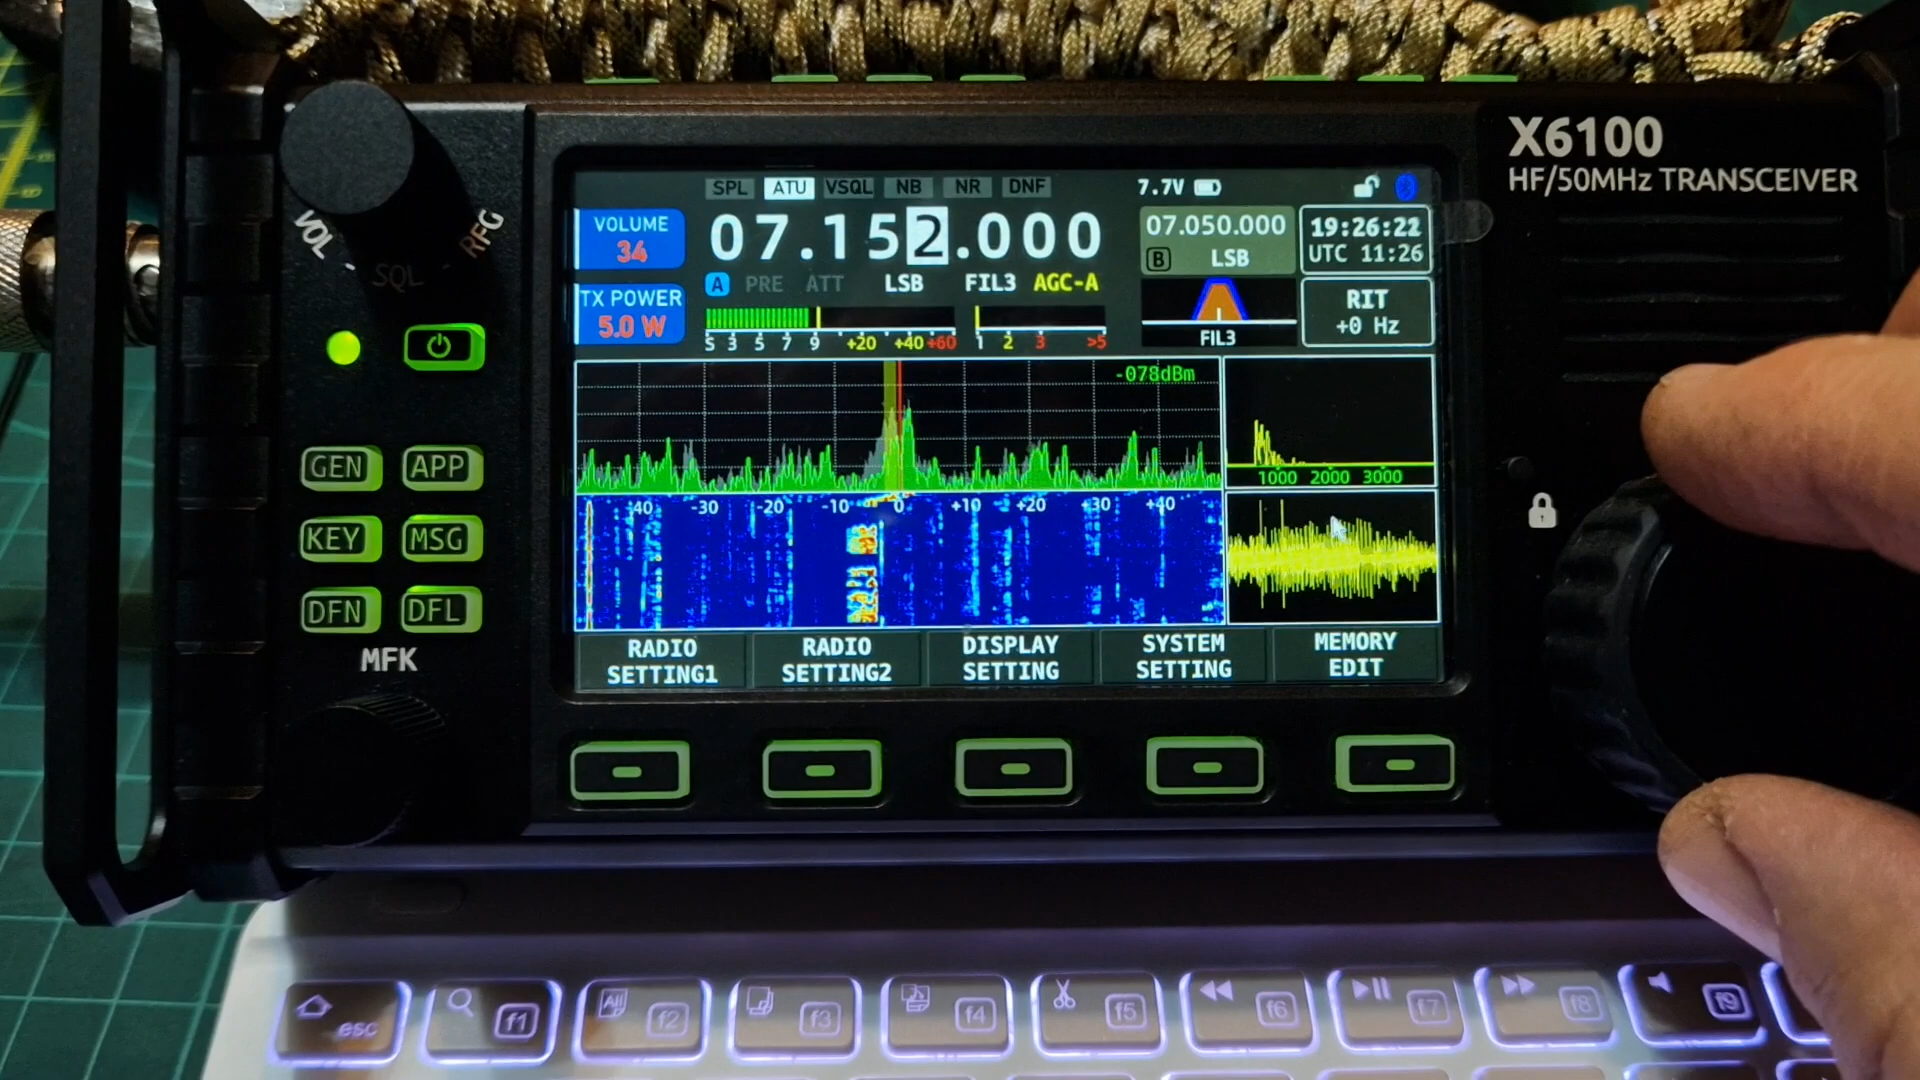 X6100
HF/50MHz TRANSCEIVER
VOL
SQL
RFG
GEN
APP
KEY
MSG
DFN
DFL
MFK
SPL ATU VSQL NB NR DNF
7.7V
VOLUME
34
TX POWER
5.0 W
07.152.000
A PRE ATT LSB FIL3 AGC-A
S 3 5 7 9 +20 +40 +60
1 2 3 >5
07.050.000
B LSB
FIL3
19:26:22
UTC 11:26
RIT
+0 Hz
-078dBm
40 -30 -20 -10 0 +10 +20 +30 +40
1000 2000 3000
RADIO
SETTING1
RADIO
SETTING2
DISPLAY
SETTING
SYSTEM
SETTING
MEMORY
EDIT
esc
f1
All
f2
f3
f4
f5
f6
f7
f8
f9